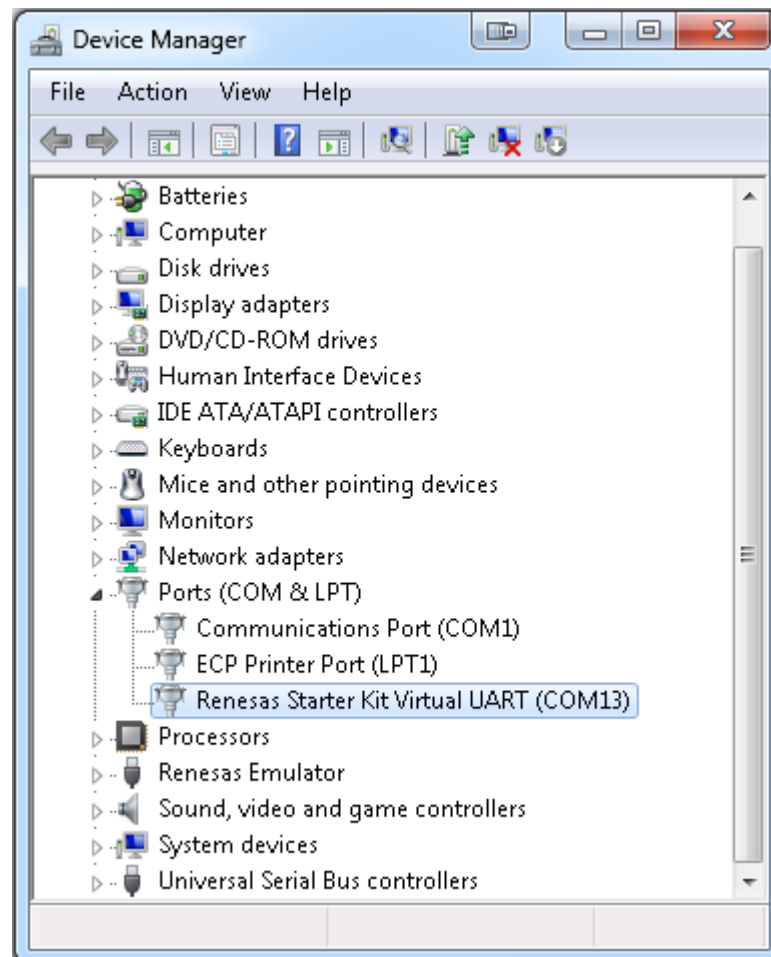 Device Manager
File Action View Help
Batteries
Computer
Disk drives
Display adapters
DVD/CD-ROM drives
Human Interface Devices
IDE ATA/ATAPI controllers
Keyboards
Mice and other pointing devices
Monitors
Network adapters
Ports (COM & LPT)
Communications Port (COM1)
ECP Printer Port (LPT1)
Renesas Starter Kit Virtual UART (COM13)
Processors
Renesas Emulator
Sound, video and game controllers
System devices
Universal Serial Bus controllers